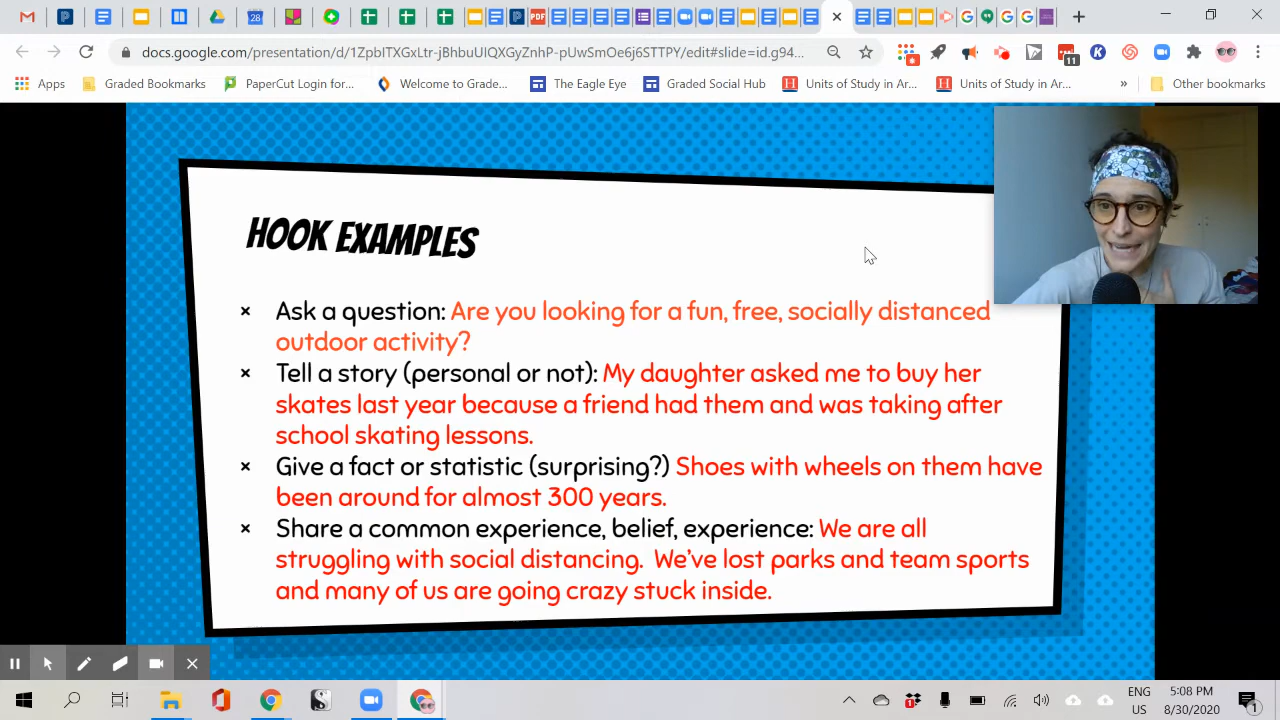 28
docs.google.com/presentation/d/1ZpbITXGxLtr-jBhbuUIQXGyZnhP-pUwSmOe6j6STTPY/edit#slide=id.g94...
11
Apps Graded Bookmarks PaperCut Login for... Welcome to Grade... The Eagle Eye Graded Social Hub Units of Study in Ar... Units of Study in Ar... » Other bookmarks
HOOK EXAMPLES
× Ask a question: Are you looking for a fun, free, socially distanced
outdoor activity?
× Tell a story (personal or not): My daughter asked me to buy her
skates last year because a friend had them and was taking after
school skating lessons.
× Give a fact or statistic (surprising?) Shoes with wheels on them have
been around for almost 300 years.
× Share a common experience, belief, experience: We are all
struggling with social distancing. We've lost parks and team sports
and many of us are going crazy stuck inside.
ENG
US
5:08 PM
8/30/2020
1
1